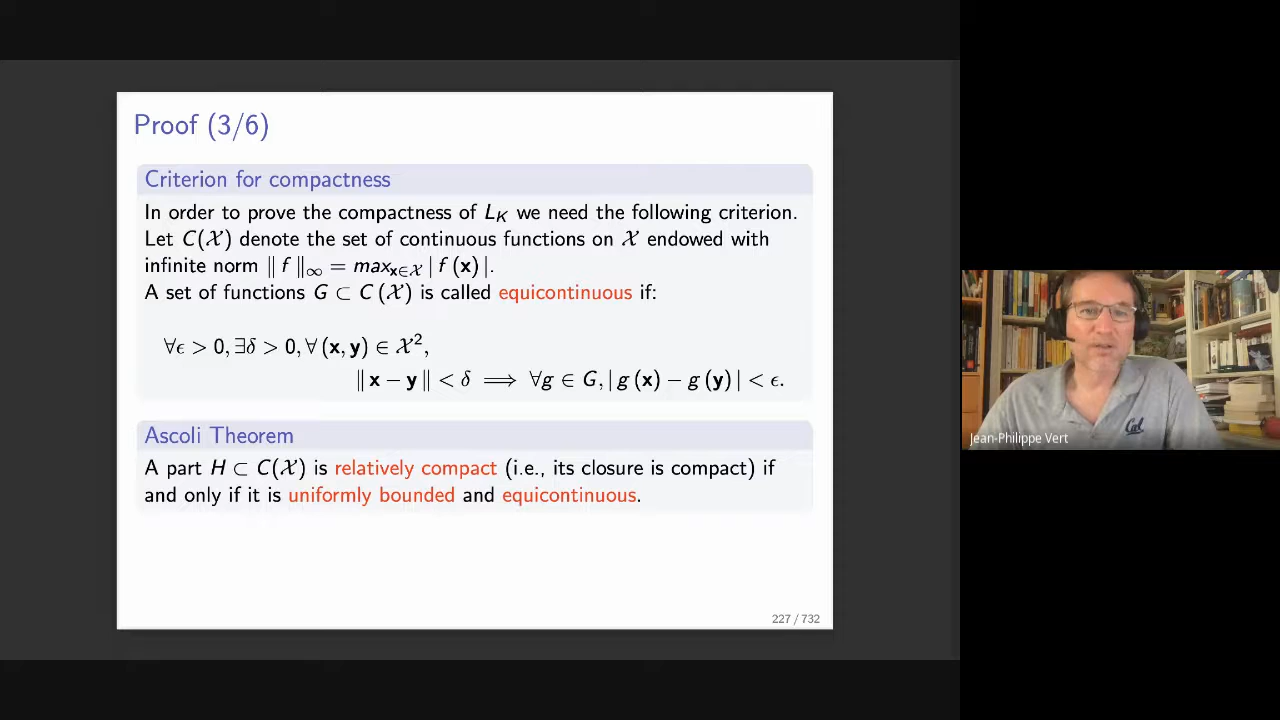 Proof (3/6)
Criterion for compactness
In order to prove the compactness of L_K we need the following criterion.
Let C(𝒳) denote the set of continuous functions on 𝒳 endowed with
infinite norm ‖ f ‖_∞ = max_{x∈𝒳} | f (x) |.
A set of functions G ⊂ C (𝒳) is called equicontinuous if:
∀ϵ > 0, ∃δ > 0, ∀ (x, y) ∈ 𝒳²,
‖ x − y ‖ < δ ⟹ ∀g ∈ G, | g (x) − g (y) | < ϵ.
Ascoli Theorem
A part H ⊂ C(𝒳) is relatively compact (i.e., its closure is compact) if
and only if it is uniformly bounded and equicontinuous.
227 / 732
Jean-Philippe Vert
Cal